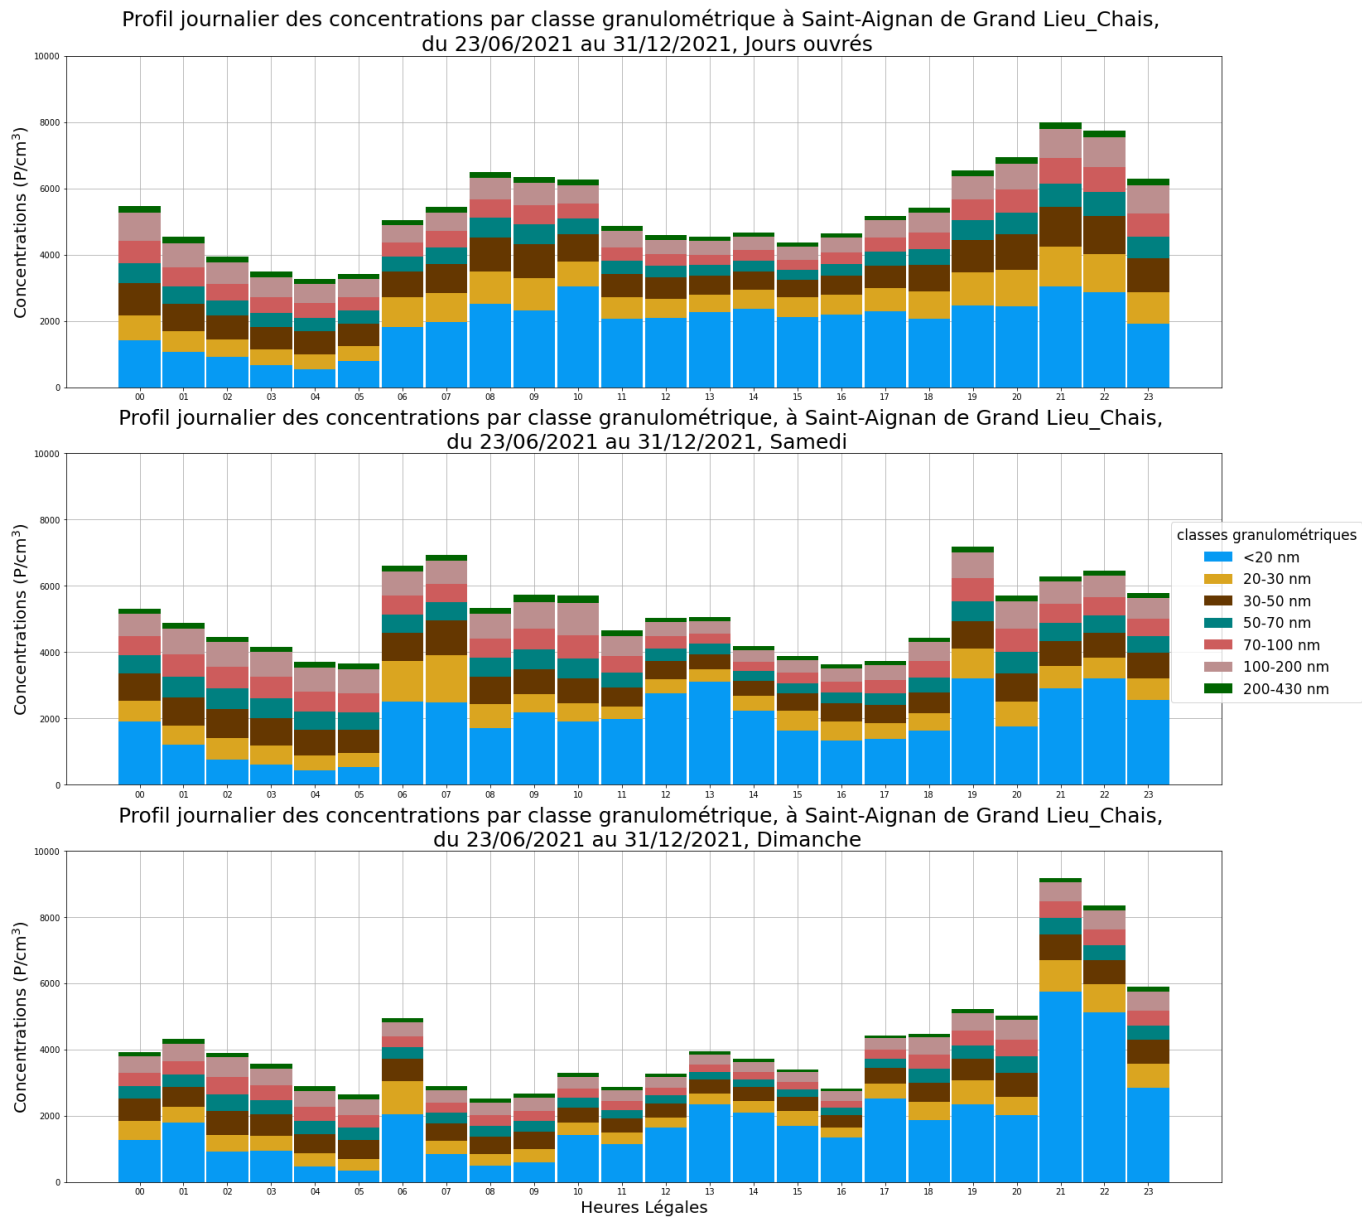 Profil journalier des concentrations par classe granulométrique à Saint-Aignan de Grand Lieu_Chais,
du 23/06/2021 au 31/12/2021, Jours ouvrés
10000
8000
6000
4000
2000
0
Concentrations (P/cm³)
00 01 02 03 04 05 06 07 08 09 10 11 12 13 14 15 16 17 18 19 20 21 22 23
Profil journalier des concentrations par classe granulométrique, à Saint-Aignan de Grand Lieu_Chais,
du 23/06/2021 au 31/12/2021, Samedi
10000
8000
6000
4000
2000
0
Concentrations (P/cm³)
00 01 02 03 04 05 06 07 08 09 10 11 12 13 14 15 16 17 18 19 20 21 22 23
classes granulométriques
<20 nm
20-30 nm
30-50 nm
50-70 nm
70-100 nm
100-200 nm
200-430 nm
Profil journalier des concentrations par classe granulométrique, à Saint-Aignan de Grand Lieu_Chais,
du 23/06/2021 au 31/12/2021, Dimanche
10000
8000
6000
4000
2000
0
Concentrations (P/cm³)
00 01 02 03 04 05 06 07 08 09 10 11 12 13 14 15 16 17 18 19 20 21 22 23
Heures Légales